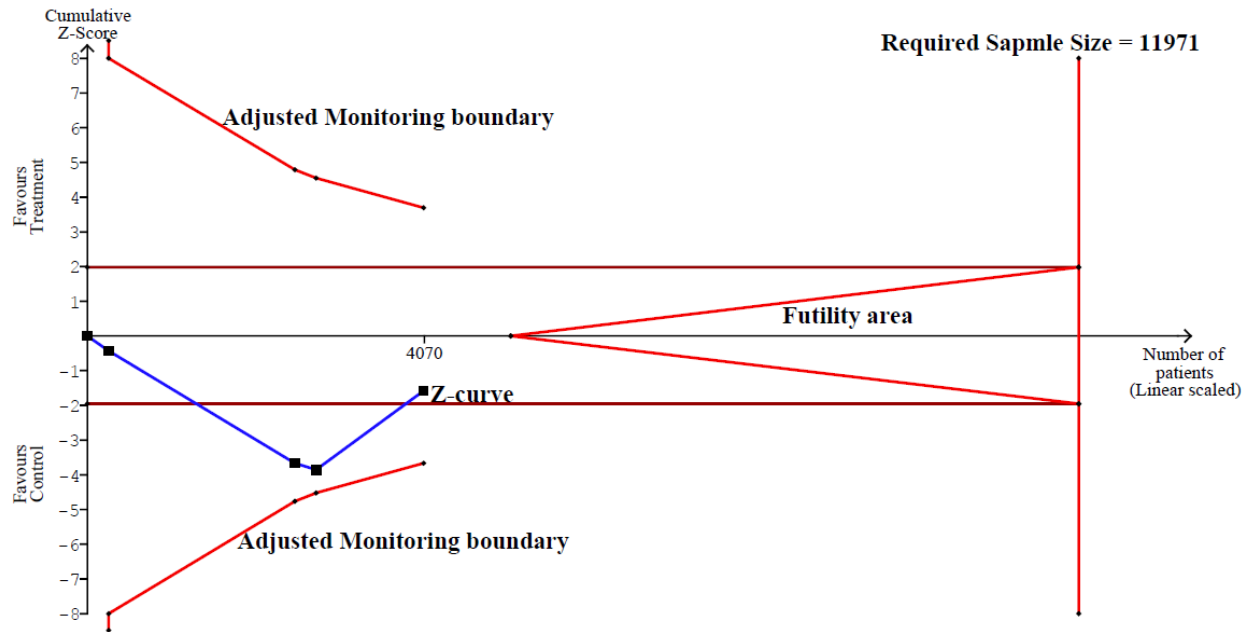 Cumulative
Z-Score
Required Sapmle Size = 11971
8
7
Adjusted Monitoring boundary
6
5
4
3
2
1
Favours
Treatment
Futility area
4070
Number of
patients
(Linear scaled)
-1
-2
Z-curve
-3
-4
-5
-6
-7
-8
Favours
Control
Adjusted Monitoring boundary